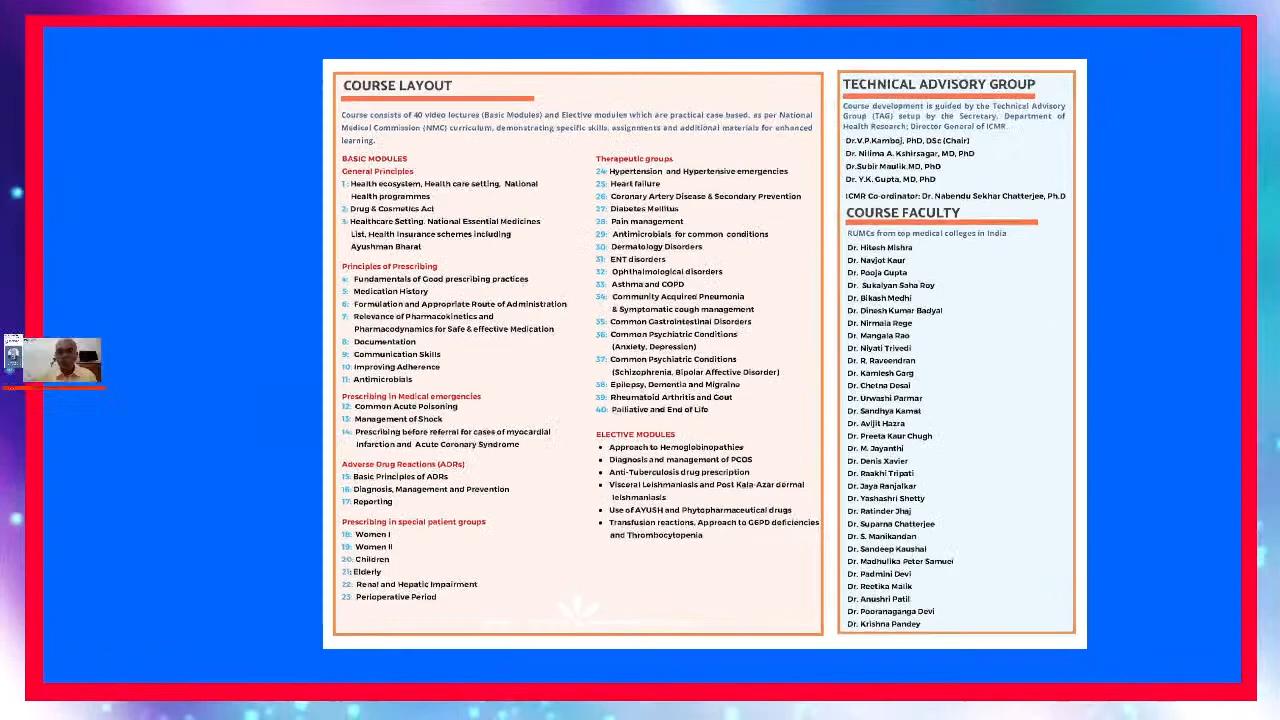 COURSE LAYOUT
Course consists of 40 video lectures (Basic Modules) and Elective modules which are practical case based, as per National
Medical Commission (NMC) curriculum, demonstrating specific skills, assignments and additional materials for enhanced
learning.
BASIC MODULES
General Principles
1 : Health ecosystem, Health care setting, National
Health programmes
2: Drug & Cosmetics Act
3: Healthcare Setting, National Essential Medicines
List, Health Insurance schemes including
Ayushman Bharat
Principles of Prescribing
4: Fundamentals of Good prescribing practices
5: Medication History
6: Formulation and Appropriate Route of Administration
7: Relevance of Pharmacokinetics and
Pharmacodynamics for Safe & effective Medication
8: Documentation
9: Communication Skills
10: Improving Adherence
11: Antimicrobials
Prescribing in Medical emergencies
12: Common Acute Poisoning
13: Management of Shock
14: Prescribing before referral for cases of myocardial
Infarction and Acute Coronary Syndrome
Adverse Drug Reactions (ADRs)
15: Basic Principles of ADRs
16: Diagnosis, Management and Prevention
17: Reporting
Prescribing in special patient groups
18: Women I
19: Women II
20: Children
21: Elderly
22: Renal and Hepatic Impairment
23: Perioperative Period
Therapeutic groups
24: Hypertension and Hypertensive emergencies
25: Heart failure
26: Coronary Artery Disease & Secondary Prevention
27: Diabetes Mellitus
28: Pain management
29: Antimicrobials for common conditions
30: Dermatology Disorders
31: ENT disorders
32: Ophthalmological disorders
33: Asthma and COPD
34: Community Acquired Pneumonia
& Symptomatic cough management
35: Common Gastrointestinal Disorders
36: Common Psychiatric Conditions
(Anxiety, Depression)
37: Common Psychiatric Conditions
(Schizophrenia, Bipolar Affective Disorder)
38: Epilepsy, Dementia and Migraine
39: Rheumatoid Arthritis and Gout
40: Palliative and End of Life
ELECTIVE MODULES
• Approach to Hemoglobinopathies
• Diagnosis and management of PCOS
• Anti-Tuberculosis drug prescription
• Visceral Leishmaniasis and Post Kala-Azar dermal
leishmaniasis
• Use of AYUSH and Phytopharmaceutical drugs
• Transfusion reactions, Approach to G6PD deficiencies
and Thrombocytopenia
TECHNICAL ADVISORY GROUP
Course development is guided by the Technical Advisory
Group (TAG) setup by the Secretary, Department of
Health Research; Director General of ICMR.
Dr.V.P.Kamboj, PhD, DSc (Chair)
Dr. Nilima A. Kshirsagar, MD, PhD
Dr.Subir Maulik.MD, PhD
Dr. Y.K. Gupta, MD, PhD
ICMR Co-ordinator: Dr. Nabendu Sekhar Chatterjee, Ph.D
COURSE FACULTY
RUMCs from top medical colleges in India
Dr. Hitesh Mishra
Dr. Navjot Kaur
Dr. Pooja Gupta
Dr. Sukalyan Saha Roy
Dr. Bikash Medhi
Dr. Dinesh Kumar Badyal
Dr. Nirmala Rege
Dr. Mangala Rao
Dr. Niyati Trivedi
Dr. R. Raveendran
Dr. Kamlesh Garg
Dr. Chetna Desai
Dr. Urwashi Parmar
Dr. Sandhya Kamat
Dr. Avijit Hazra
Dr. Preeta Kaur Chugh
Dr. M. Jayanthi
Dr. Denis Xavier
Dr. Raakhi Tripati
Dr. Jaya Ranjalkar
Dr. Yashashri Shetty
Dr. Ratinder Jhaj
Dr. Suparna Chatterjee
Dr. S. Manikandan
Dr. Sandeep Kaushal
Dr. Madhulika Peter Samuel
Dr. Padmini Devi
Dr. Reetika Malik
Dr. Anushri Patil
Dr. Pooranaganga Devi
Dr. Krishna Pandey